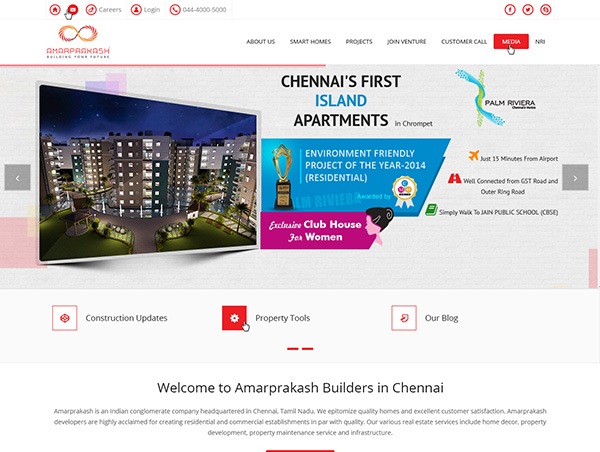 Careers
Login
044-4000-5000
AMARPRAKASH
BUILDING YOUR FUTURE
ABOUT US
SMART HOMES
PROJECTS
JOIN VENTURE
CUSTOMER CALL
MEDIA
NRI
CHENNAI'S FIRST
ISLAND
APARTMENTS in Chrompet
PALM RIVIERA
Chennai's Venice
ENVIRONMENT FRIENDLY
PROJECT OF THE YEAR-2014
(RESIDENTIAL)
PALM RIVIERA
Awarded by
Exclusive Club House
For Women
Just 15 Minutes From Airport
Well Connected from GST Road and
Outer Ring Road
Simply Walk To JAIN PUBLIC SCHOOL (CBSE)
Construction Updates
Property Tools
Our Blog
Welcome to Amarprakash Builders in Chennai
Amarprakash is an Indian conglomerate company headquartered in Chennai, Tamil Nadu. We epitomize quality homes and excellent customer satisfaction. Amarprakash
developers are highly acclaimed for creating residential and commercial establishments in par with quality. Our various real estate services include home decor, property
development, property maintenance service and infrastructure.